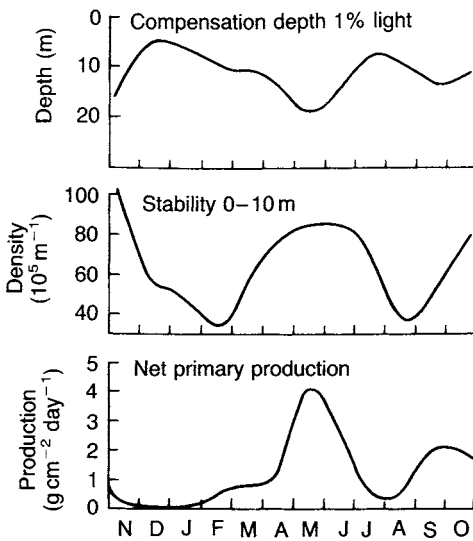 Compensation depth 1% light
Depth (m)
0
10
20
Stability 0–10 m
Density
(10⁵ m⁻¹)
100
80
60
40
Net primary production
Production
(g cm⁻² day⁻¹)
5
4
3
2
1
0
N D J F M A M J J A S O